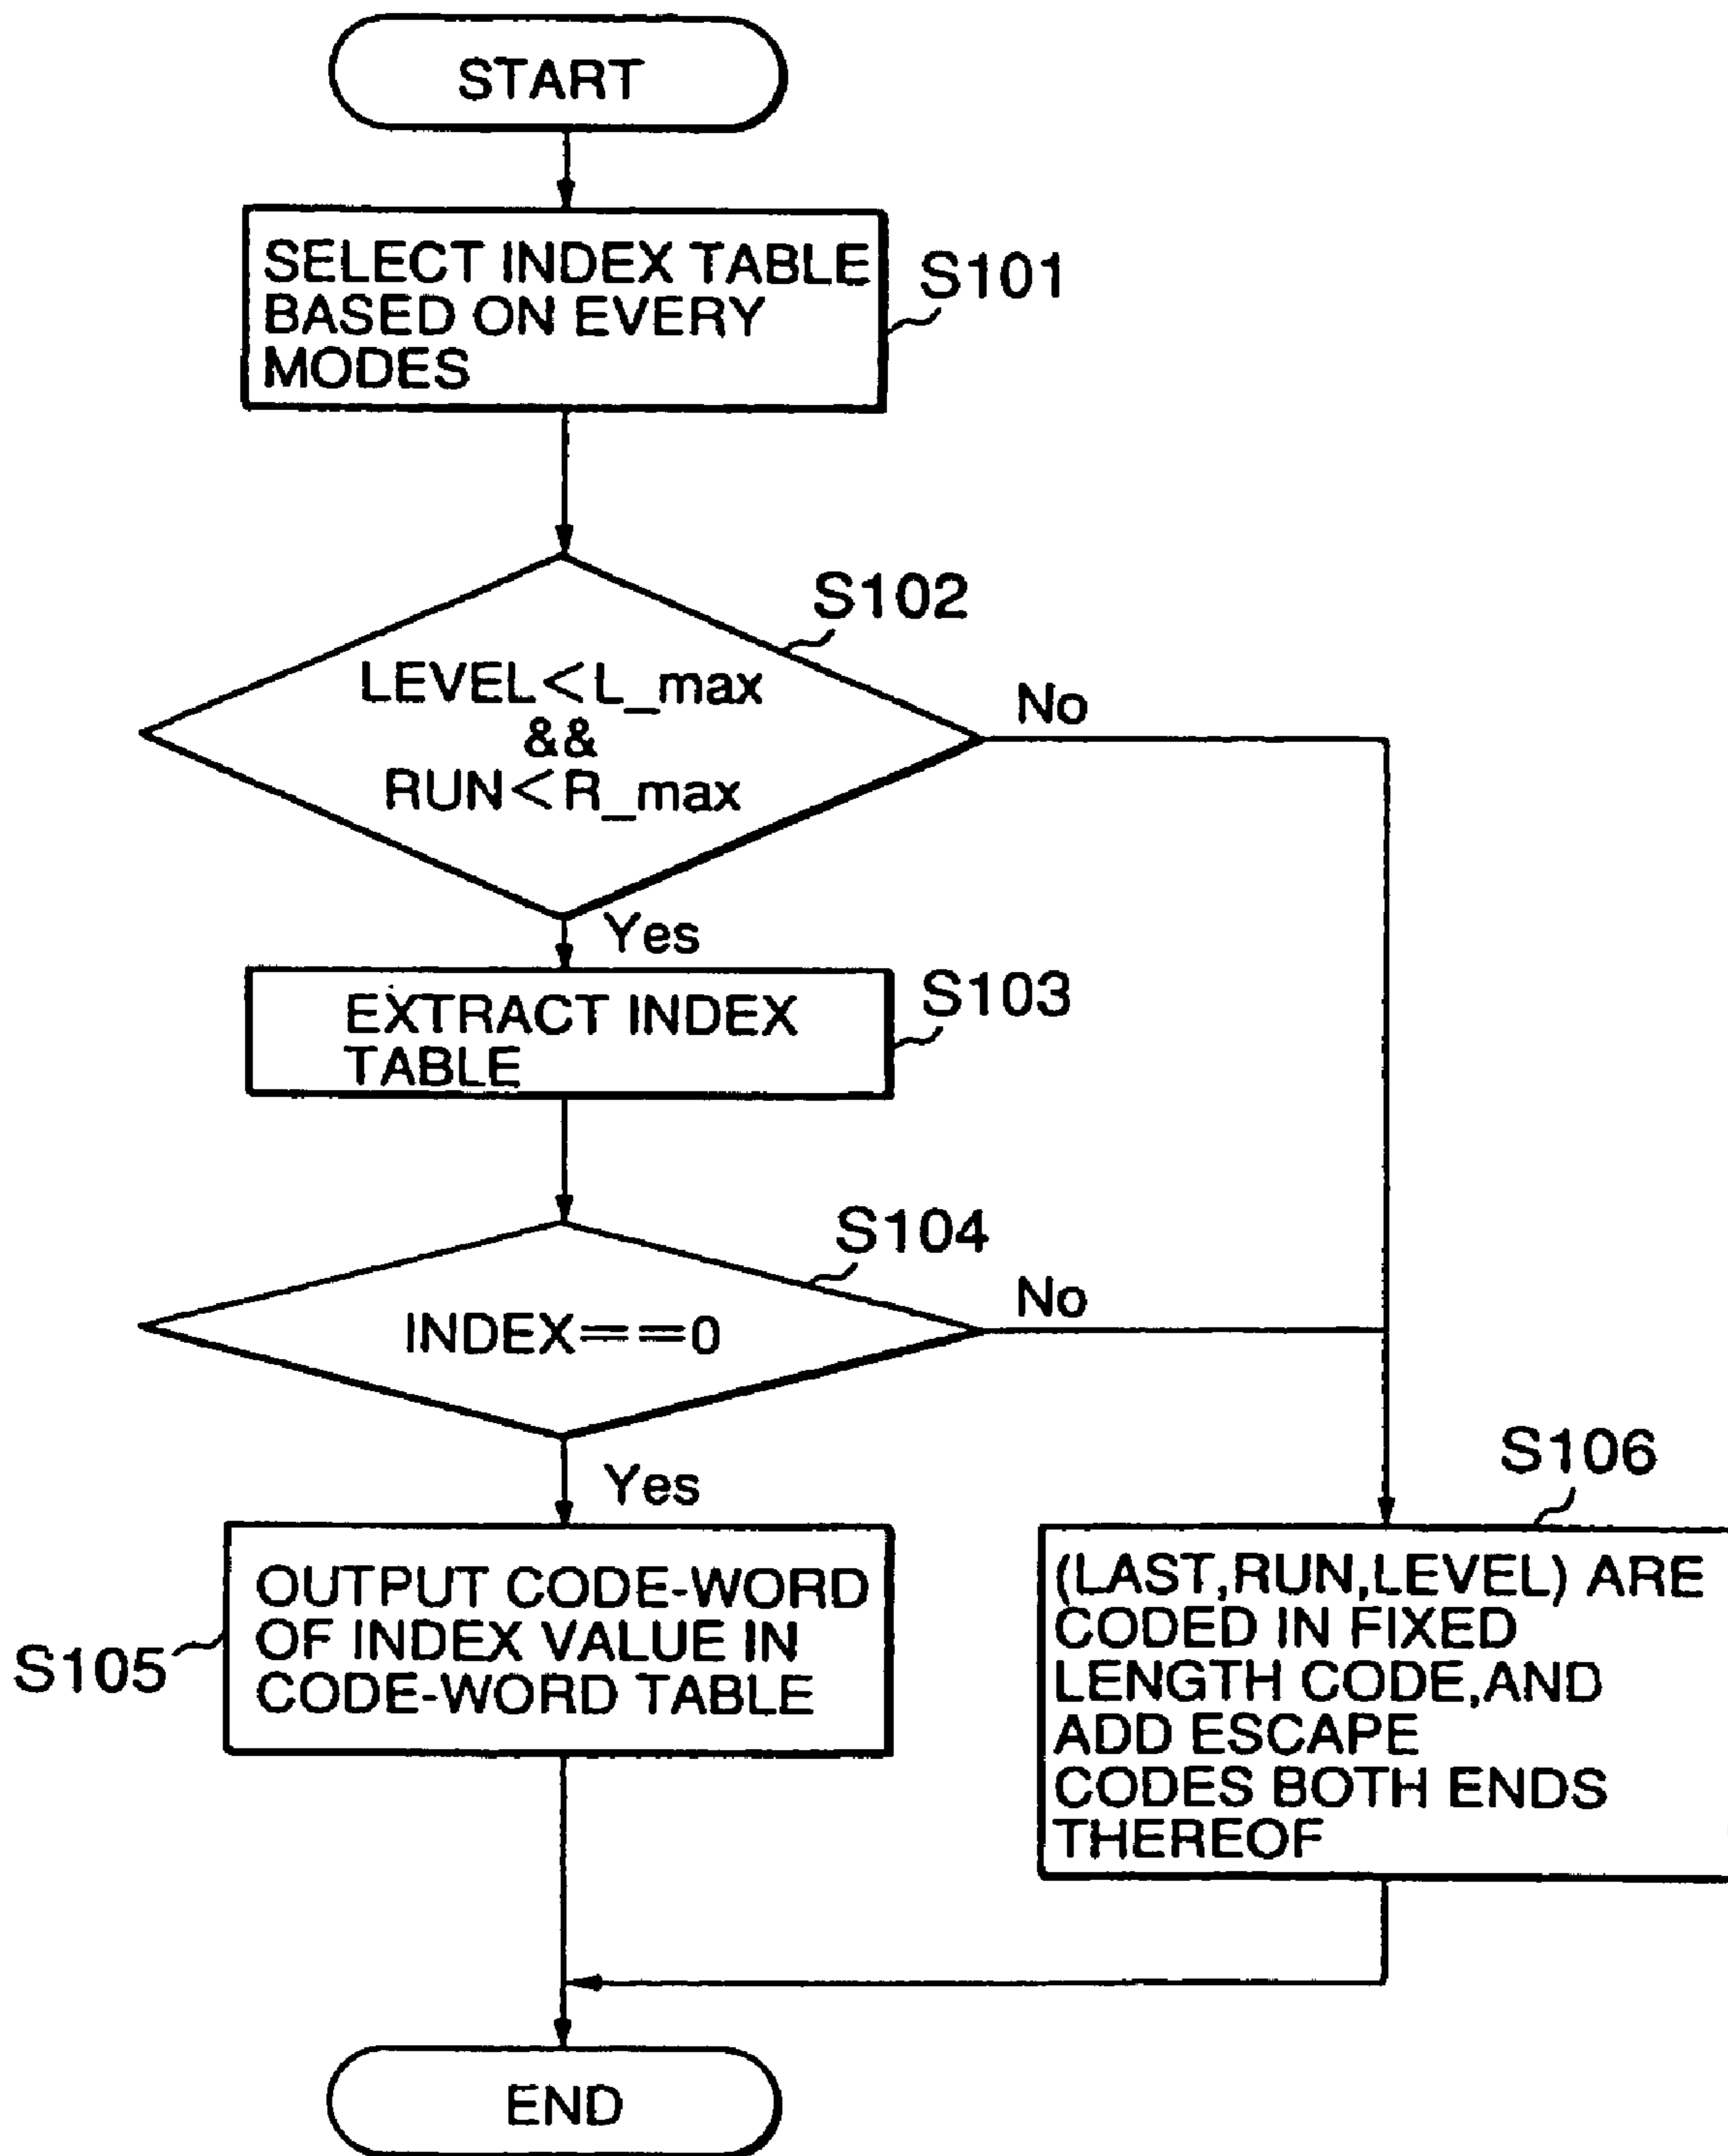 START
SELECT INDEX TABLE
BASED ON EVERY
MODES
S101
S102
LEVEL<L_max
&&
RUN<R_max
No
Yes
EXTRACT INDEX
TABLE
S103
S104
INDEX==0
No
Yes
S105
OUTPUT CODE-WORD
OF INDEX VALUE IN
CODE-WORD TABLE
S106
(LAST,RUN,LEVEL) ARE
CODED IN FIXED
LENGTH CODE,AND
ADD ESCAPE
CODES BOTH ENDS
THEREOF
END